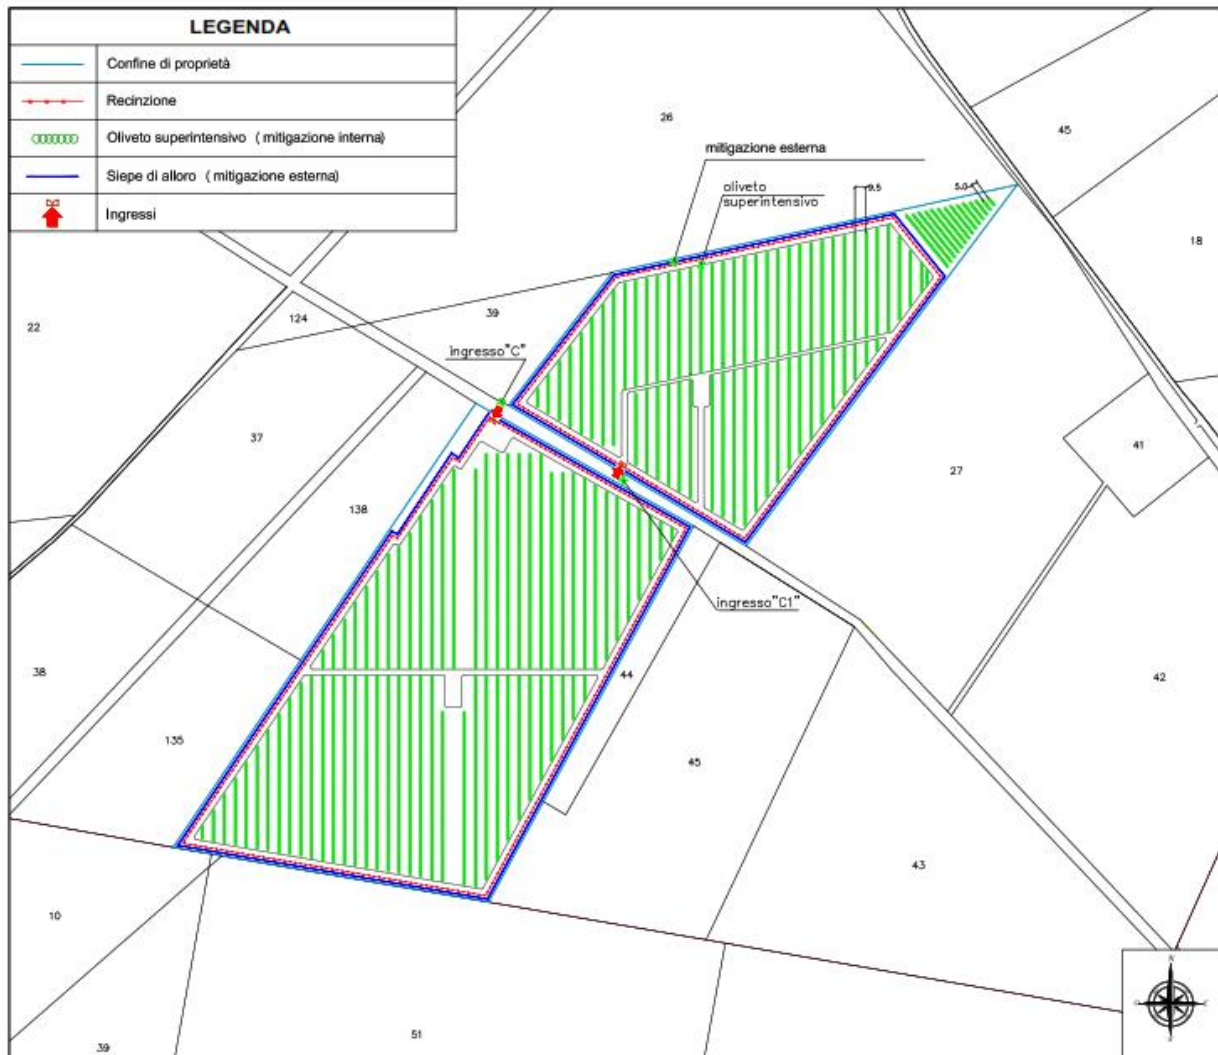 LEGENDA
Confine di proprietà
Recinzione
Oliveto superintensivo ( mitigazione interna)
Siepe di alloro ( mitigazione esterna)
Ingressi
26
45
mitigazione esterna
oliveto
superintensivo
9.5
5.0
18
22
124
39
ingresso"C"
37
41
27
138
ingresso"C1"
38
44
42
135
45
43
10
51
39
N